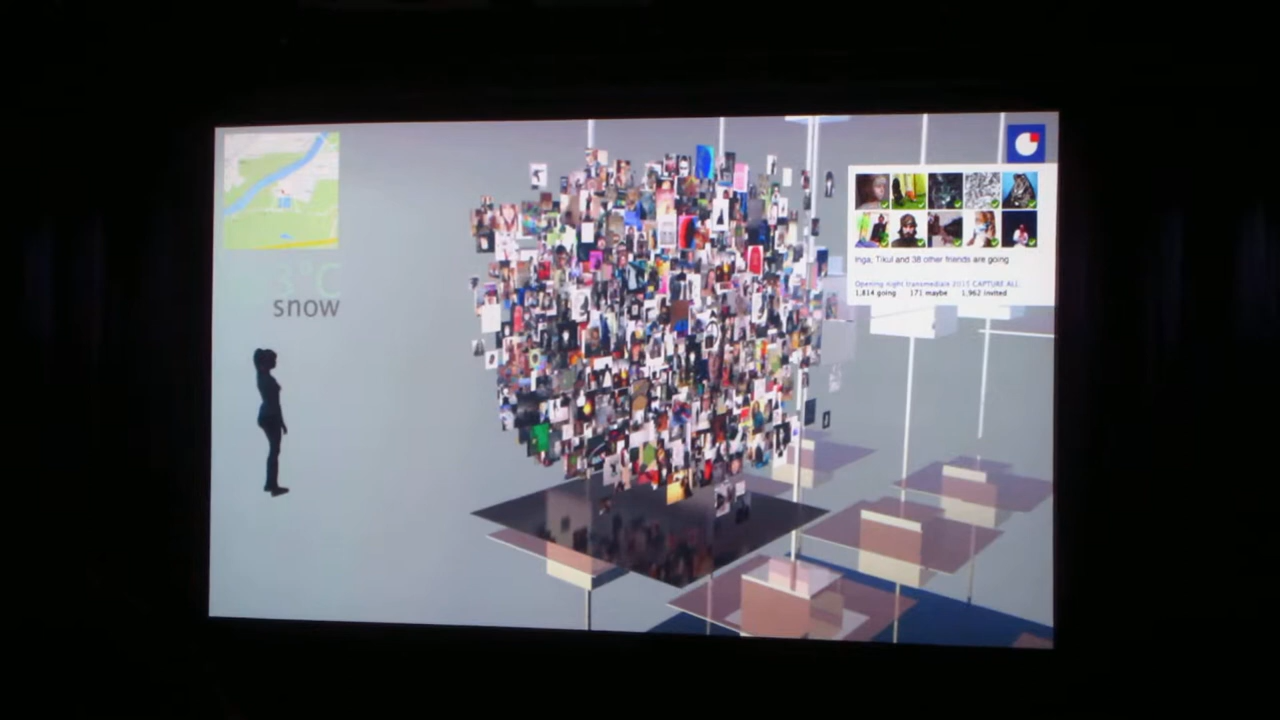 3°C
snow
Inga, Tikul and 38 other friends are going
Opening night transmediale 2015 CAPTURE ALL
1,814 going 171 maybe 1,962 invited